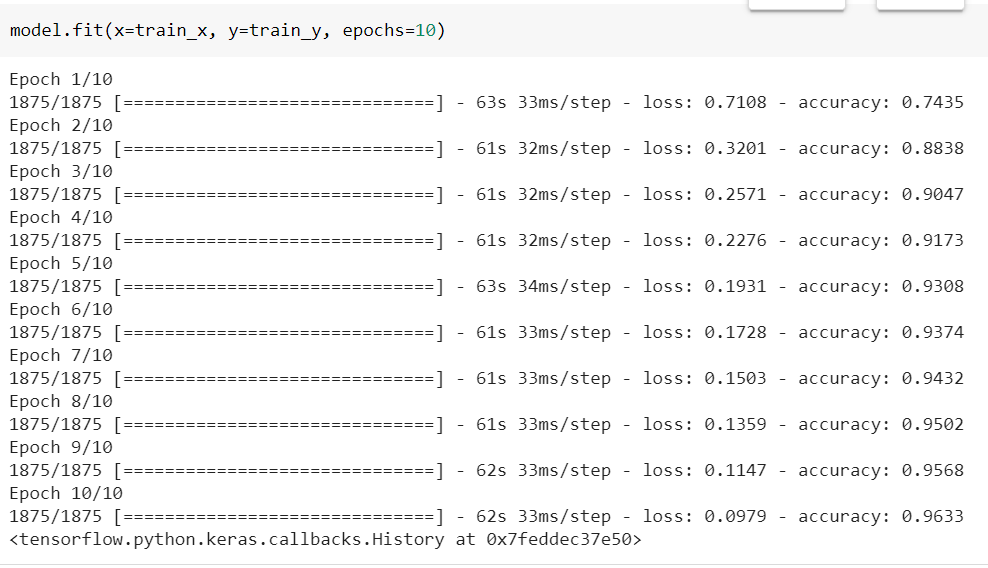 model.fit(x=train_x, y=train_y, epochs=10)
Epoch 1/10
1875/1875 [==============================] - 63s 33ms/step - loss: 0.7108 - accuracy: 0.7435
Epoch 2/10
1875/1875 [==============================] - 61s 32ms/step - loss: 0.3201 - accuracy: 0.8838
Epoch 3/10
1875/1875 [==============================] - 61s 32ms/step - loss: 0.2571 - accuracy: 0.9047
Epoch 4/10
1875/1875 [==============================] - 61s 32ms/step - loss: 0.2276 - accuracy: 0.9173
Epoch 5/10
1875/1875 [==============================] - 63s 34ms/step - loss: 0.1931 - accuracy: 0.9308
Epoch 6/10
1875/1875 [==============================] - 61s 33ms/step - loss: 0.1728 - accuracy: 0.9374
Epoch 7/10
1875/1875 [==============================] - 61s 33ms/step - loss: 0.1503 - accuracy: 0.9432
Epoch 8/10
1875/1875 [==============================] - 61s 33ms/step - loss: 0.1359 - accuracy: 0.9502
Epoch 9/10
1875/1875 [==============================] - 62s 33ms/step - loss: 0.1147 - accuracy: 0.9568
Epoch 10/10
1875/1875 [==============================] - 62s 33ms/step - loss: 0.0979 - accuracy: 0.9633
<tensorflow.python.keras.callbacks.History at 0x7feddec37e50>